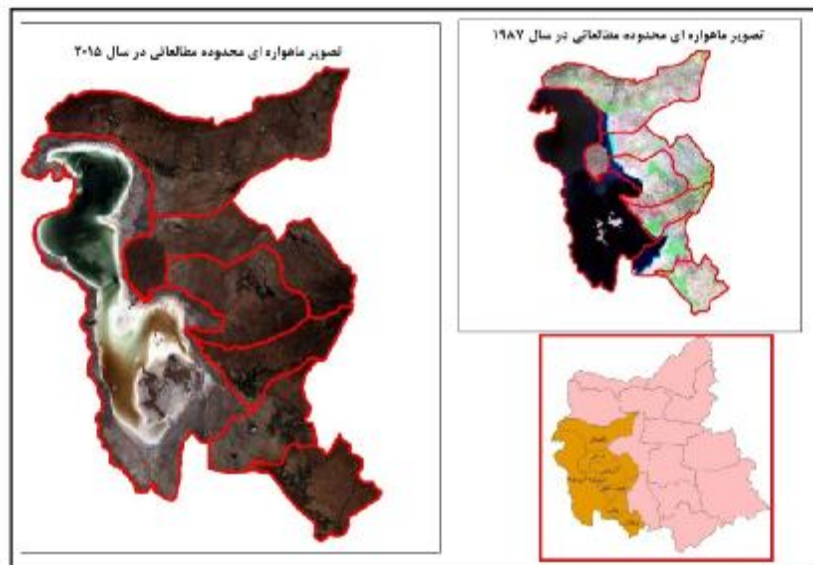 تصویر ماهواره ای محدوده مطالعاتی در سال ۱۹۸۷
تصویر ماهواره ای محدوده مطالعاتی در سال ۲۰۱۵